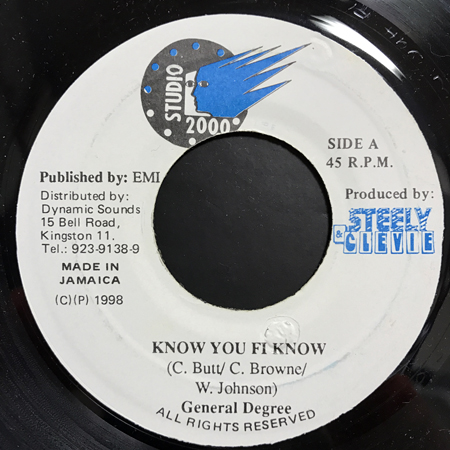 STUDIO
2000
SIDE A
45 R.P.M.
Published by: EMI
Distributed by:
Dynamic Sounds
15 Bell Road,
Kingston 11.
Tel.: 923-9138-9
MADE IN
JAMAICA
(C)(P) 1998
Produced by:
STEELY
& CLEVIE
KNOW YOU FI KNOW
(C. Butt/ C. Browne/
W. Johnson)
General Degree
ALL RIGHTS RESERVED